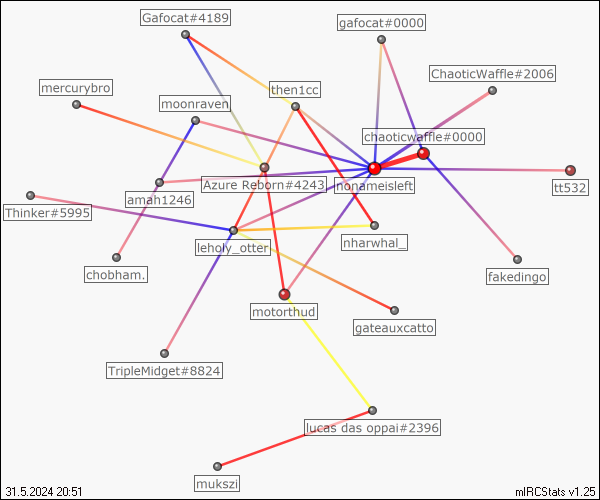 Gafocat#4189
gafocat#0000
ChaoticWaffle#2006
mercurybro
then1cc
moonraven
chaoticwaffle#0000
Azure Reborn#4243
nonameisleft
tt532
amah1246
Thinker#5995
leholy_otter
nharwhal_
chobham.
fakedingo
motorthud
gateauxcatto
TripleMidget#8824
lucas das oppai#2396
mukszi
31.5.2024 20:51
mIRCStats v1.25